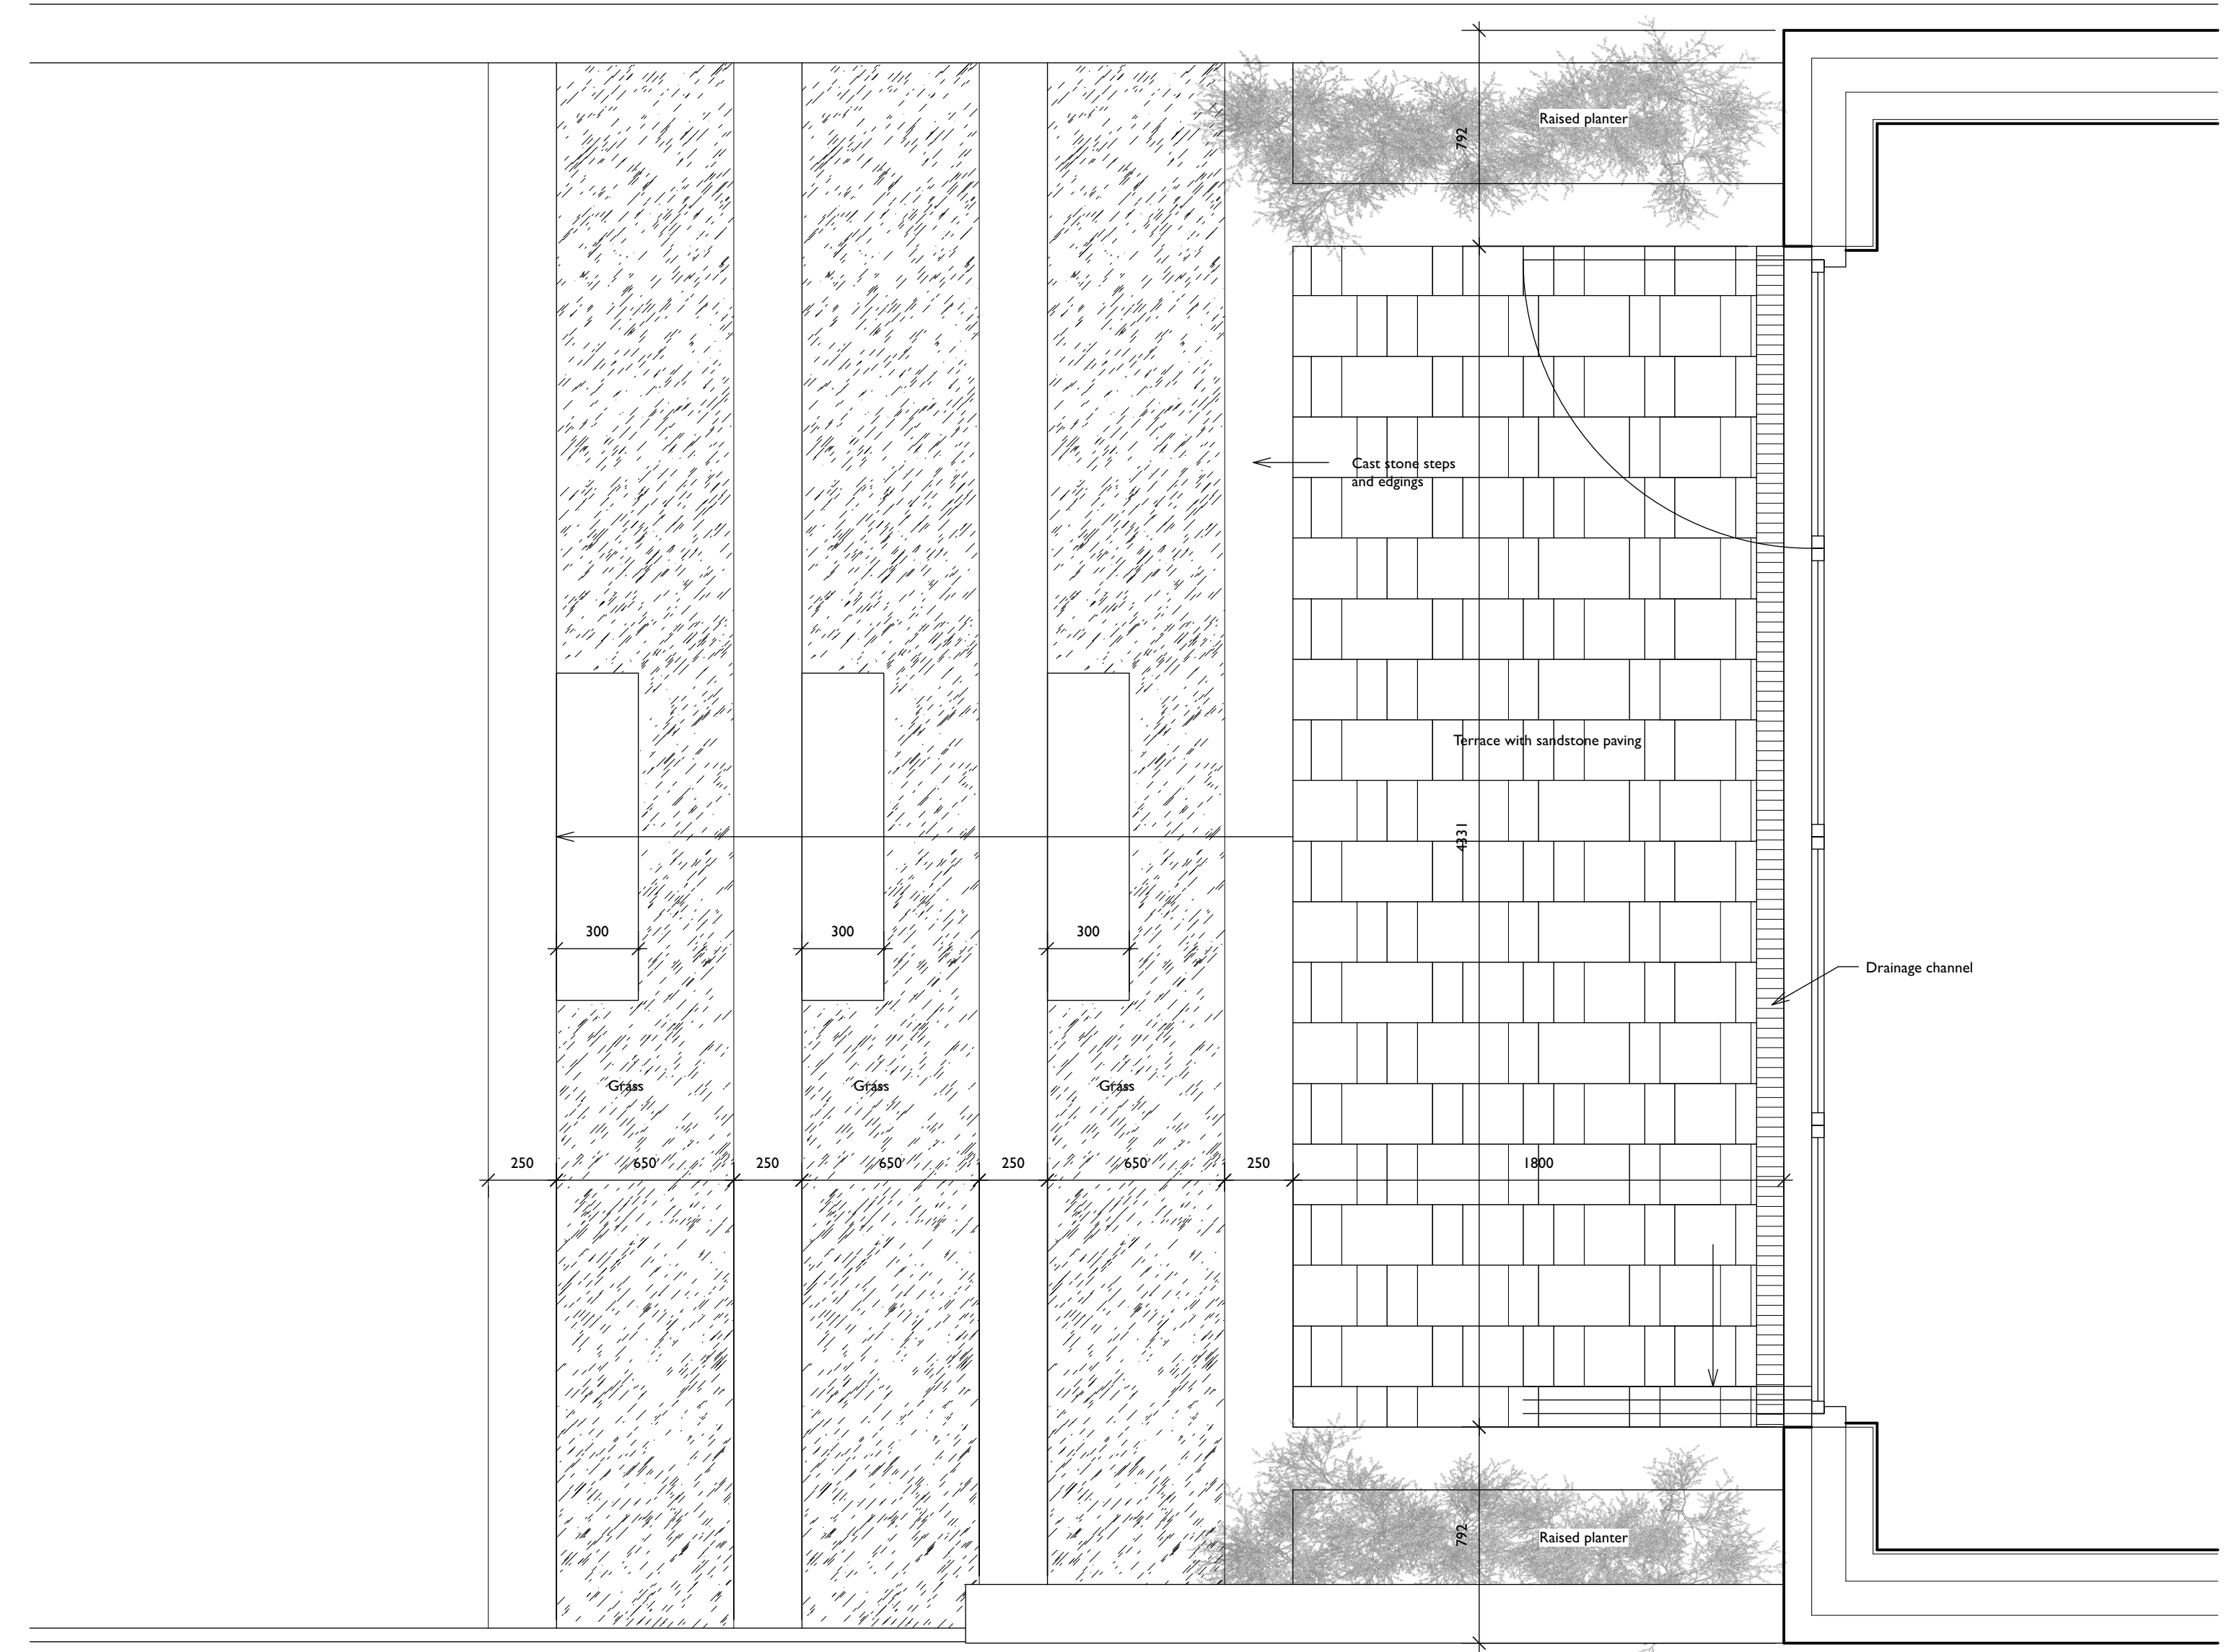 Raised planter
792
Cast stone steps
and edgings
Terrace with sandstone paving
4331
300
300
300
Drainage channel
Grass
Grass
Grass
250
650
250
650
250
650
250
1800
792
Raised planter